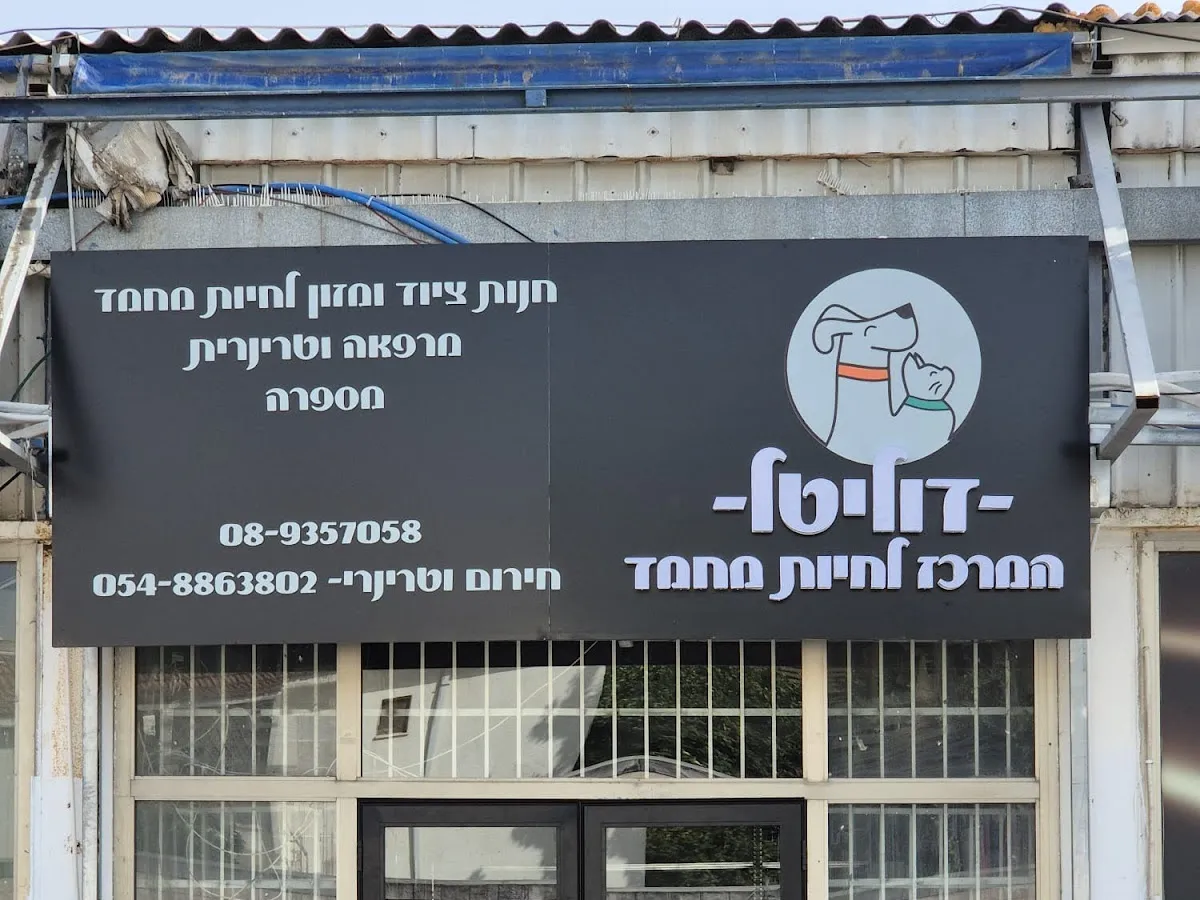 -דוליטל-
המרכז לחיות מחמד
חנות ציוד ומזון לחיות מחמד
מרפאה וטרינרית
מספרה
08-9357058
חירום וטרינרי- 054-8863802